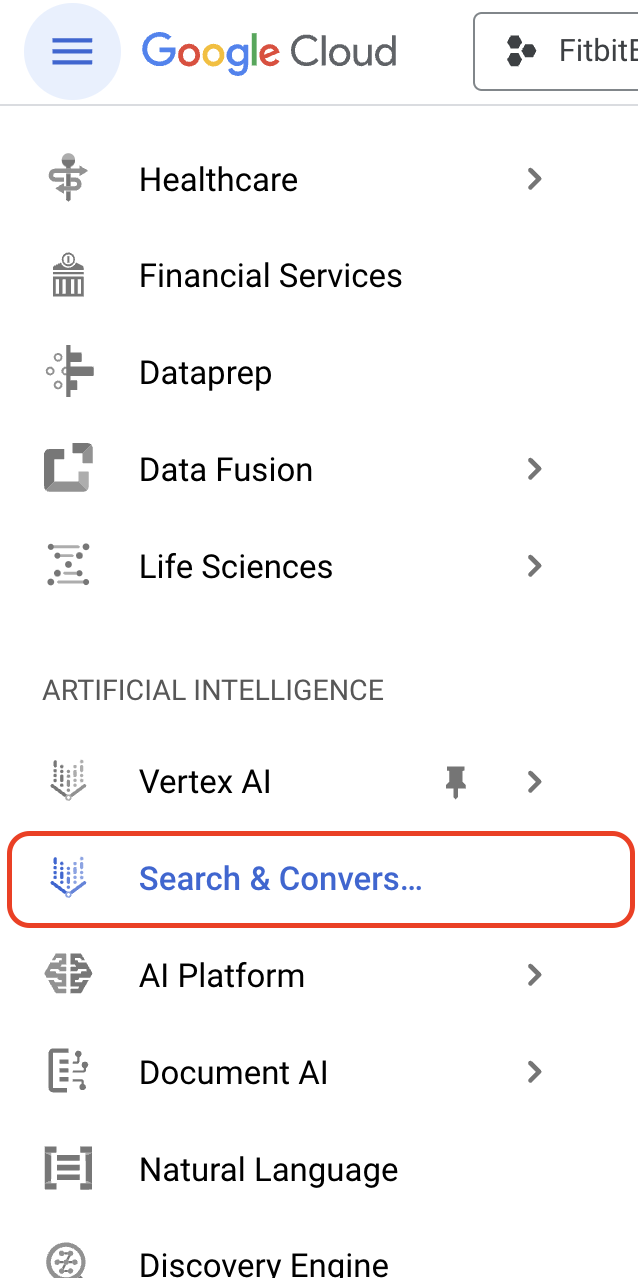 Google Cloud
FitbitE
Healthcare
Financial Services
Dataprep
Data Fusion
Life Sciences
ARTIFICIAL INTELLIGENCE
Vertex AI
Search & Convers...
AI Platform
Document AI
Natural Language
Discovery Engine